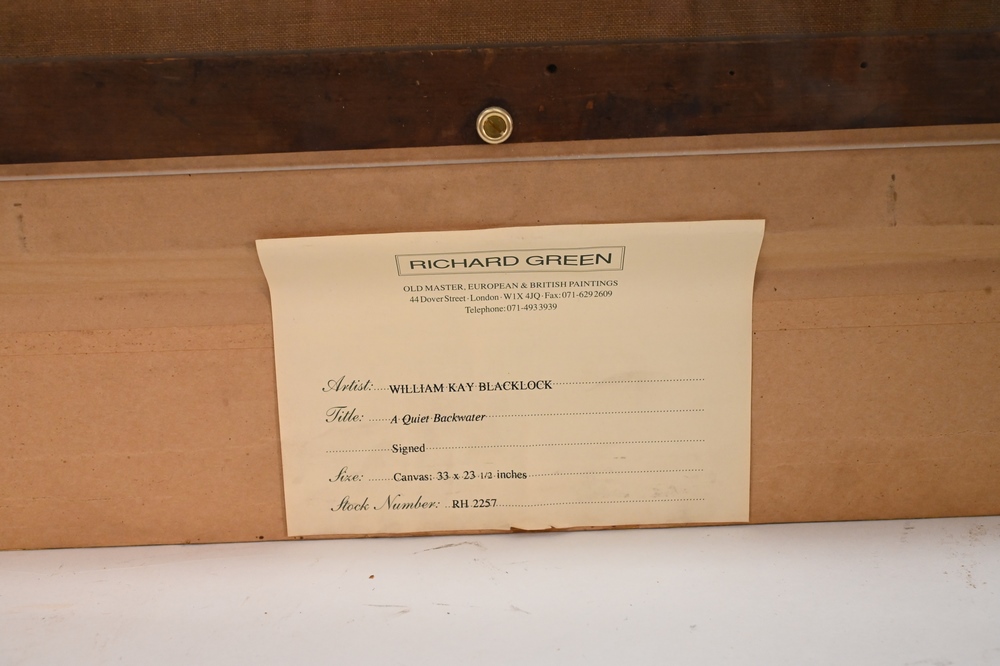 RICHARD GREEN
OLD MASTER, EUROPEAN & BRITISH PAINTINGS
44 Dover Street · London · W1X 4JQ · Fax: 071-629 2609
Telephone: 071-493 3939
Artist: WILLIAM KAY BLACKLOCK
Title: A Quiet Backwater
Signed
Size: Canvas: 33 x 23 1/2 inches
Stock Number: RH 2257